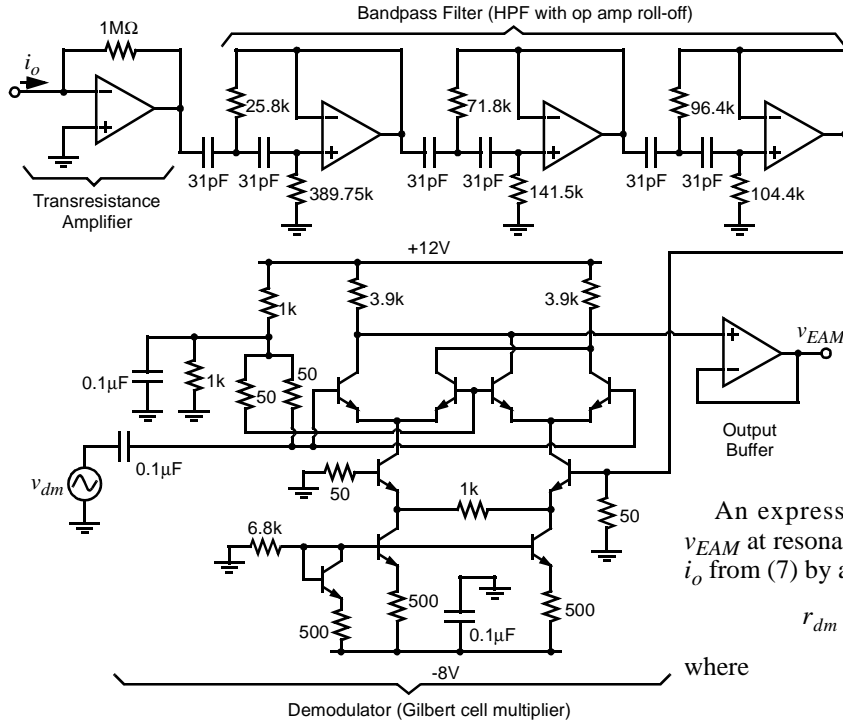 Bandpass Filter (HPF with op amp roll-off)
1MΩ
i_o
25.8k
71.8k
96.4k
31pF
31pF
389.75k
31pF
31pF
141.5k
31pF
31pF
104.4k
Transresistance
Amplifier
+12V
1k
3.9k
3.9k
0.1μF
1k
50
50
v_EAM
Output
Buffer
v_dm
0.1μF
50
1k
50
6.8k
500
500
0.1μF
500
-8V
Demodulator (Gilbert cell multiplier)
An express
v_EAM at resona
i_o from (7) by a
r_dm
where